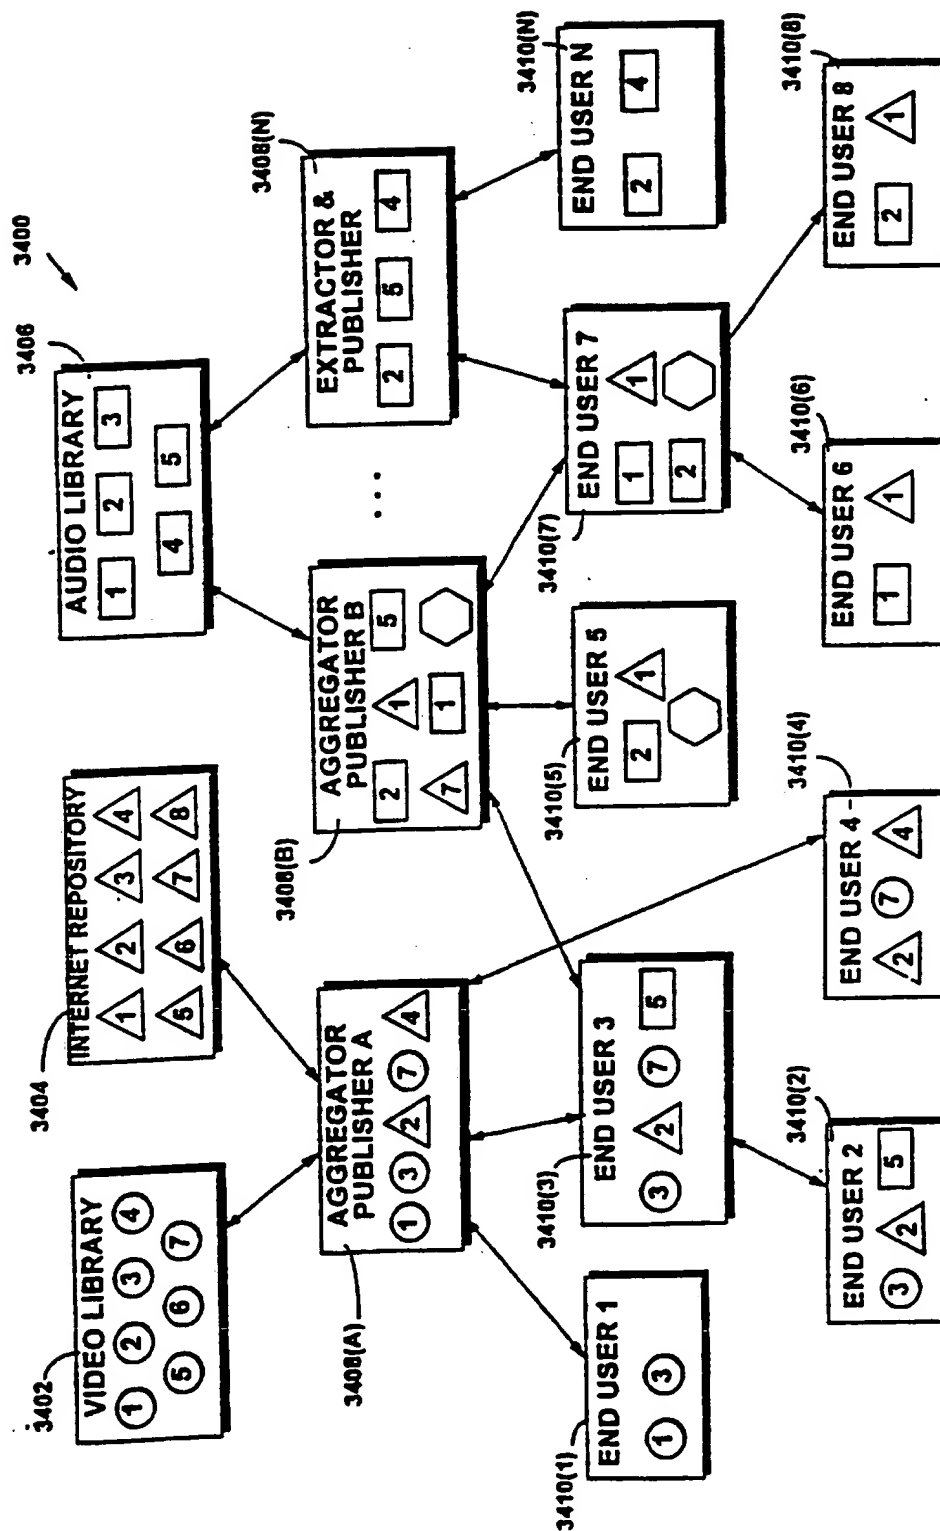 3400
3402
VIDEO LIBRARY
1 2 3 4
5 6 7
3404
INTERNET REPOSITORY
1 2 3 4
5 6 7 8
3406
AUDIO LIBRARY
1 2 3
4 5
3408(A)
AGGREGATOR
PUBLISHER A
1 3 2 7 4
3408(B)
AGGREGATOR
PUBLISHER B
2 1 5
7 1
...
3408(N)
EXTRACTOR &
PUBLISHER
2 5 4
3410(1)
END USER 1
1 3
3410(3)
END USER 3
3 2 7 5
3410(5)
END USER 5
2 1
3410(7)
END USER 7
1 1
2
3410(N)
END USER N
2 4
3410(2)
END USER 2
3 2 5
3410(4)
END USER 4
2 7 4
3410(6)
END USER 6
1 1
3410(8)
END USER 8
2 1